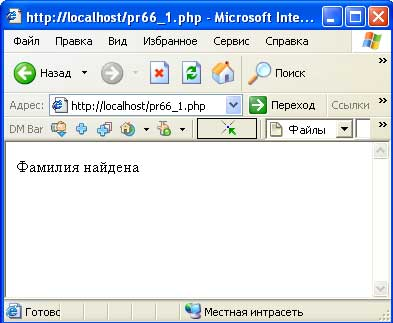 http://localhost/pr66_1.php - Microsoft Inte...
Файл Правка Вид Избранное Сервис Справка
Назад Поиск
Адрес: http://localhost/pr66_1.php Переход Ссылки
DM Bar Файлы
Фамилия найдена
Готово Местная интрасеть